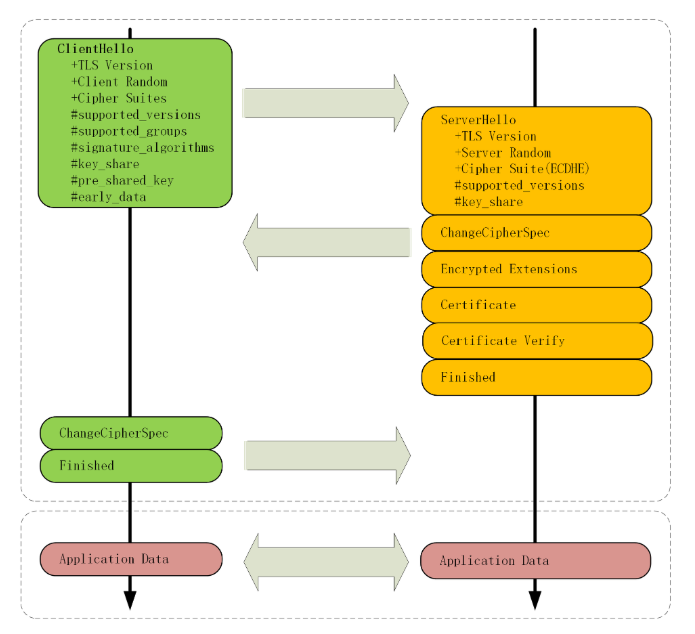 ClientHello
+TLS Version
+Client Random
+Cipher Suites
#supported_versions
#supported_groups
#signature_algorithms
#key_share
#pre_shared_key
#early_data
ServerHello
+TLS Version
+Server Random
+Cipher Suite(ECDHE)
#supported_versions
#key_share
ChangeCipherSpec
Encrypted Extensions
Certificate
Certificate Verify
Finished
ChangeCipherSpec
Finished
Application Data
Application Data